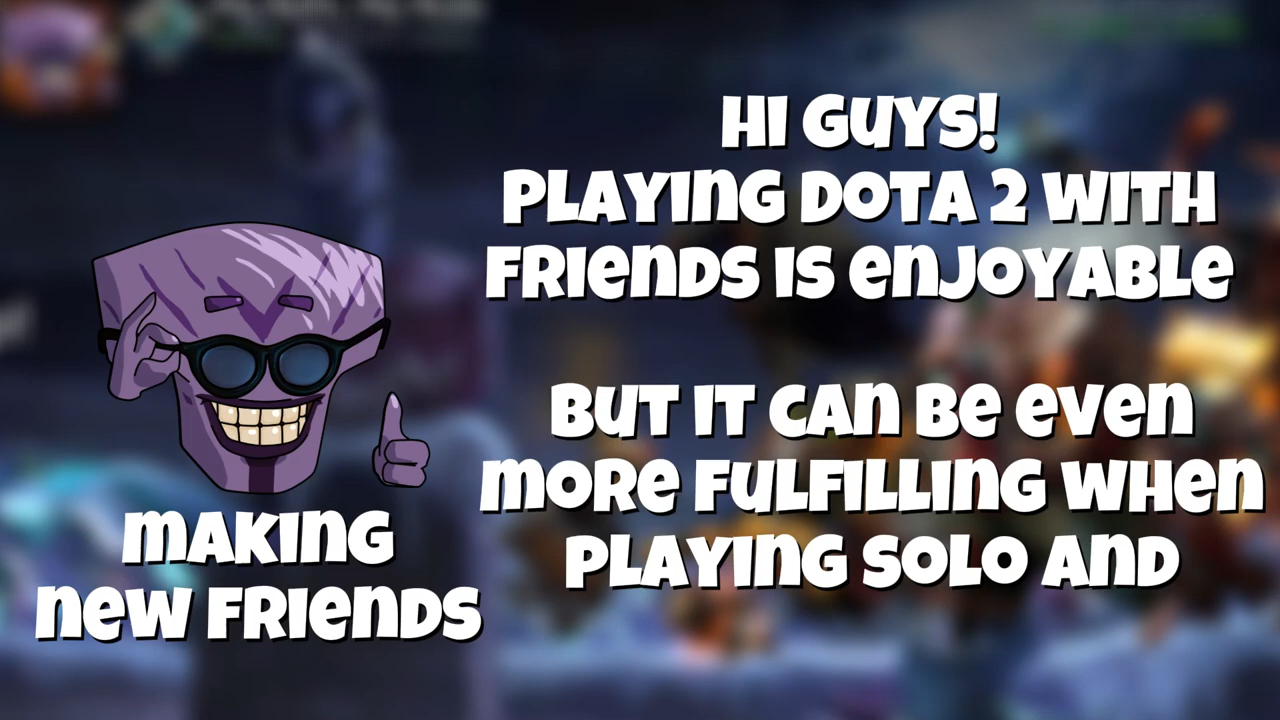 HI GUYS!
PLAYING DOTA 2 WITH
FRIENDS IS ENJOYABLE
BUT IT CAN BE EVEN
MORE FULFILLING WHEN
PLAYING SOLO AND
MAKING
NEW FRIENDS